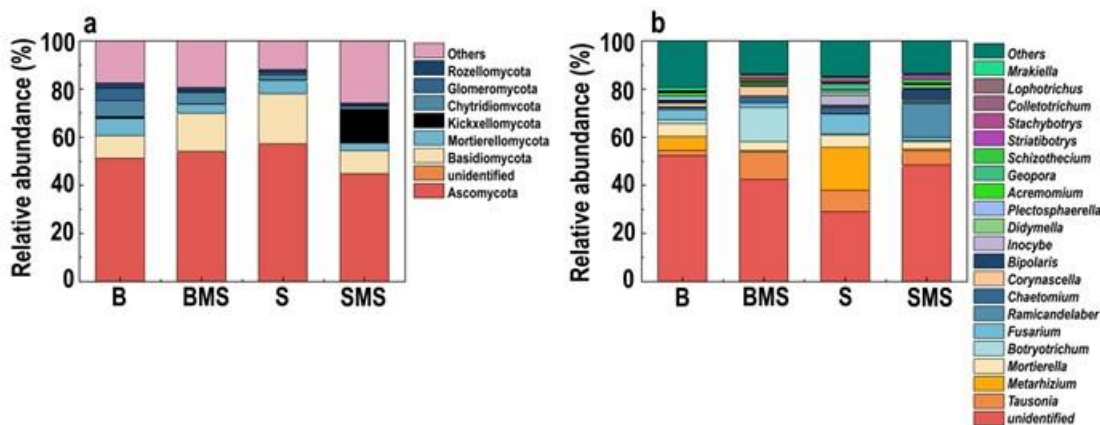 a
Relative abundance (%)
100
80
60
40
20
0
B BMS S SMS
Others
Rozellomycota
Glomeromycota
Chytridiomvcota
Kickxellomycota
Mortierellomycota
Basidiomycota
unidentified
Ascomycota
b
Relative abundance (%)
100
80
60
40
20
0
B BMS S SMS
Others
Mrakiella
Lophotrichus
Colletotrichum
Stachybotrys
Striatibotrys
Schizothecium
Geopora
Acremomium
Plectosphaerella
Didymella
Inocybe
Bipolaris
Corynascella
Chaetomium
Ramicandelaber
Fusarium
Botryotrichum
Mortierella
Metarhizium
Tausonia
unidentified